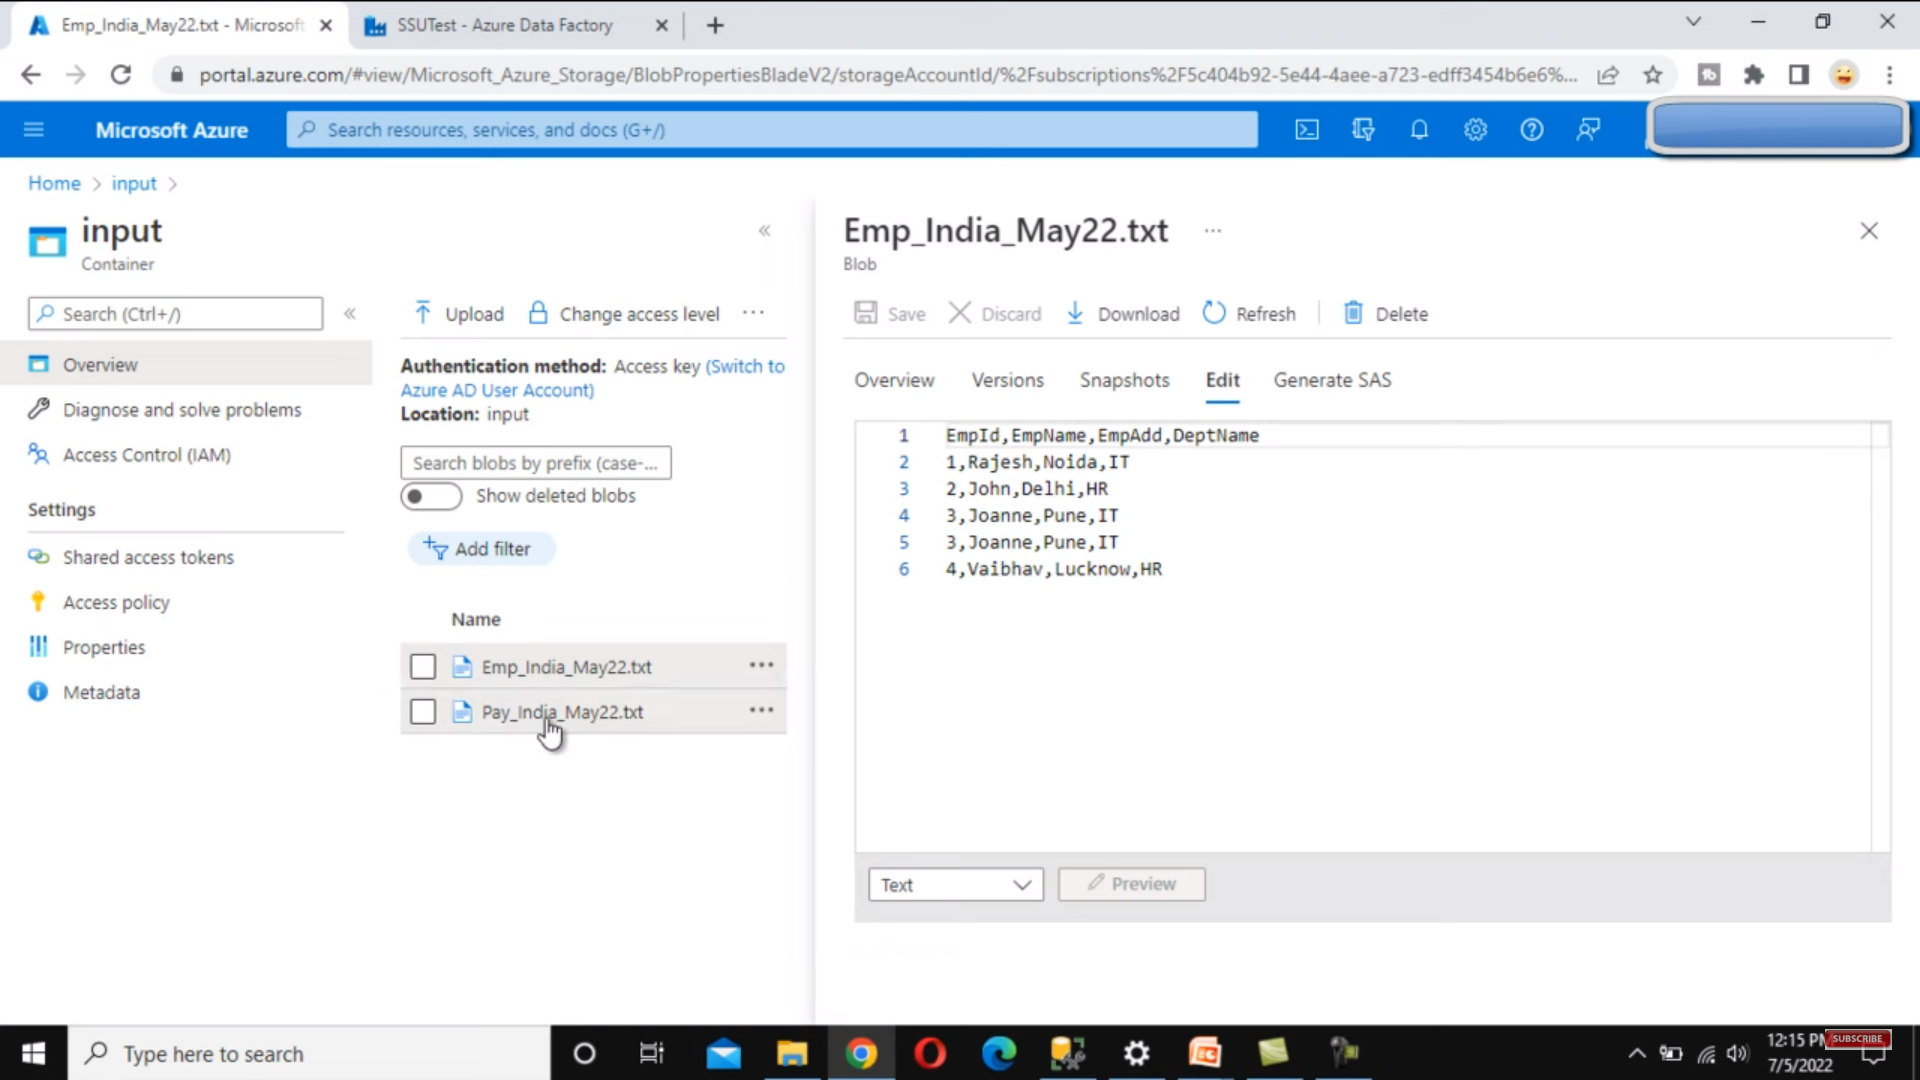 Emp_India_May22.txt - Microsoft
SSUTest - Azure Data Factory
portal.azure.com/#view/Microsoft_Azure_Storage/BlobPropertiesBladeV2/storageAccountId/%2Fsubscriptions%2F5c404b92-5e44-4aee-a723-edff3454b6e6%...
Microsoft Azure
Search resources, services, and docs (G+/)
Home > input >
input
Container
Search (Ctrl+/)
Overview
Diagnose and solve problems
Access Control (IAM)
Settings
Shared access tokens
Access policy
Properties
Metadata
Upload
Change access level
Authentication method: Access key (Switch to
Azure AD User Account)
Location: input
Search blobs by prefix (case-...
Show deleted blobs
Add filter
Name
Emp_India_May22.txt
Pay_India_May22.txt
Emp_India_May22.txt
Blob
Save
Discard
Download
Refresh
Delete
Overview
Versions
Snapshots
Edit
Generate SAS
1 EmpId,EmpName,EmpAdd,DeptName
2 1,Rajesh,Noida,IT
3 2,John,Delhi,HR
4 3,Joanne,Pune,IT
5 3,Joanne,Pune,IT
6 4,Vaibhav,Lucknow,HR
Text
Preview
Type here to search
12:15 PM
SUBSCRIBE
7/5/2022